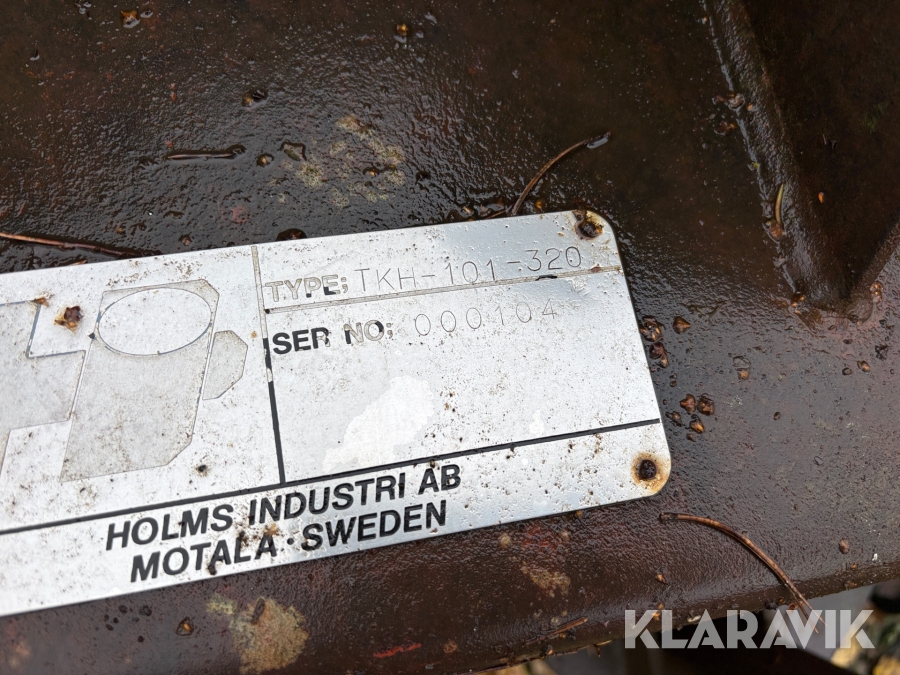 TYPE; TKH-101-320
SER NO; 000104
HOLMS INDUSTRI AB
MOTALA·SWEDEN
KLARAVIK